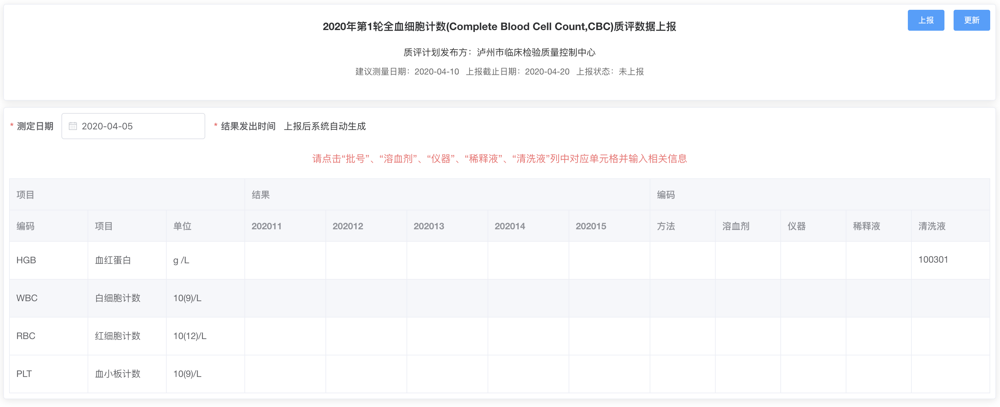 上报 更新
2020年第1轮全血细胞计数(Complete Blood Cell Count,CBC)质评数据上报
质评计划发布方：泸州市临床检验质量控制中心
建议测量日期：2020-04-10 上报截止日期：2020-04-20 上报状态：未上报
* 测定日期 2020-04-05 * 结果发出时间 上报后系统自动生成
请点击“批号”、“溶血剂”、“仪器”、“稀释液”、“清洗液”列中对应单元格并输入相关信息
项目 结果 编码
编码 项目 单位 202011 202012 202013 202014 202015 方法 溶血剂 仪器 稀释液 清洗液
HGB 血红蛋白 g /L 100301
WBC 白细胞计数 10(9)/L
RBC 红细胞计数 10(12)/L
PLT 血小板计数 10(9)/L